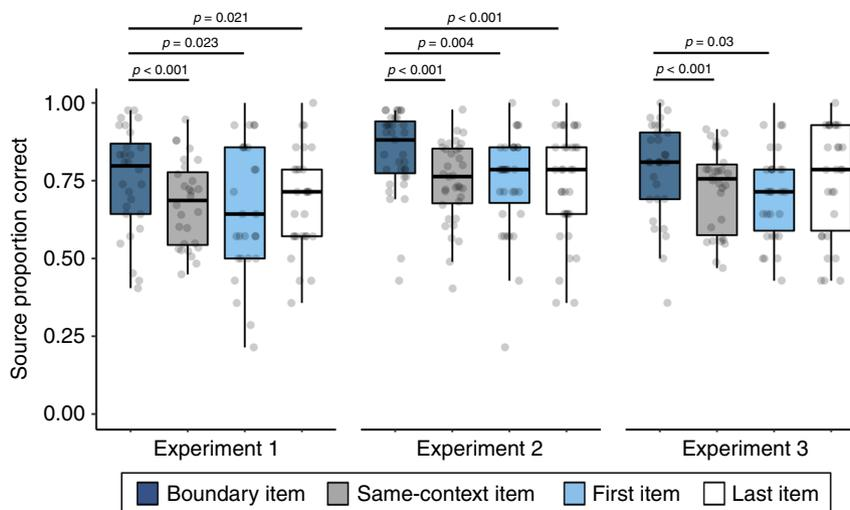 p = 0.021
p = 0.023
p < 0.001
p < 0.001
p = 0.004
p < 0.001
p = 0.03
p < 0.001
Source proportion correct
1.00
0.75
0.50
0.25
0.00
Experiment 1
Experiment 2
Experiment 3
Boundary item
Same-context item
First item
Last item